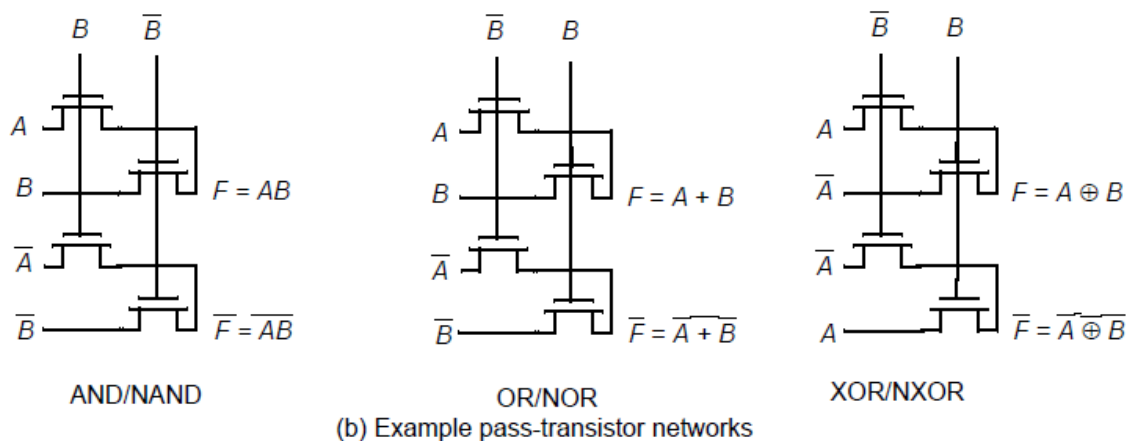 B B̅ B̅ B B̅ B
A A A
B F = AB B F = A + B A̅ F = A ⊕ B
A̅ A̅ A̅
B̅ F̅ = A̅B̅ B̅ F̅ = A̅ ̅+̅ ̅B̅ A F̅ = A̅ ̅⊕̅ ̅B̅
AND/NAND OR/NOR XOR/NXOR
(b) Example pass-transistor networks